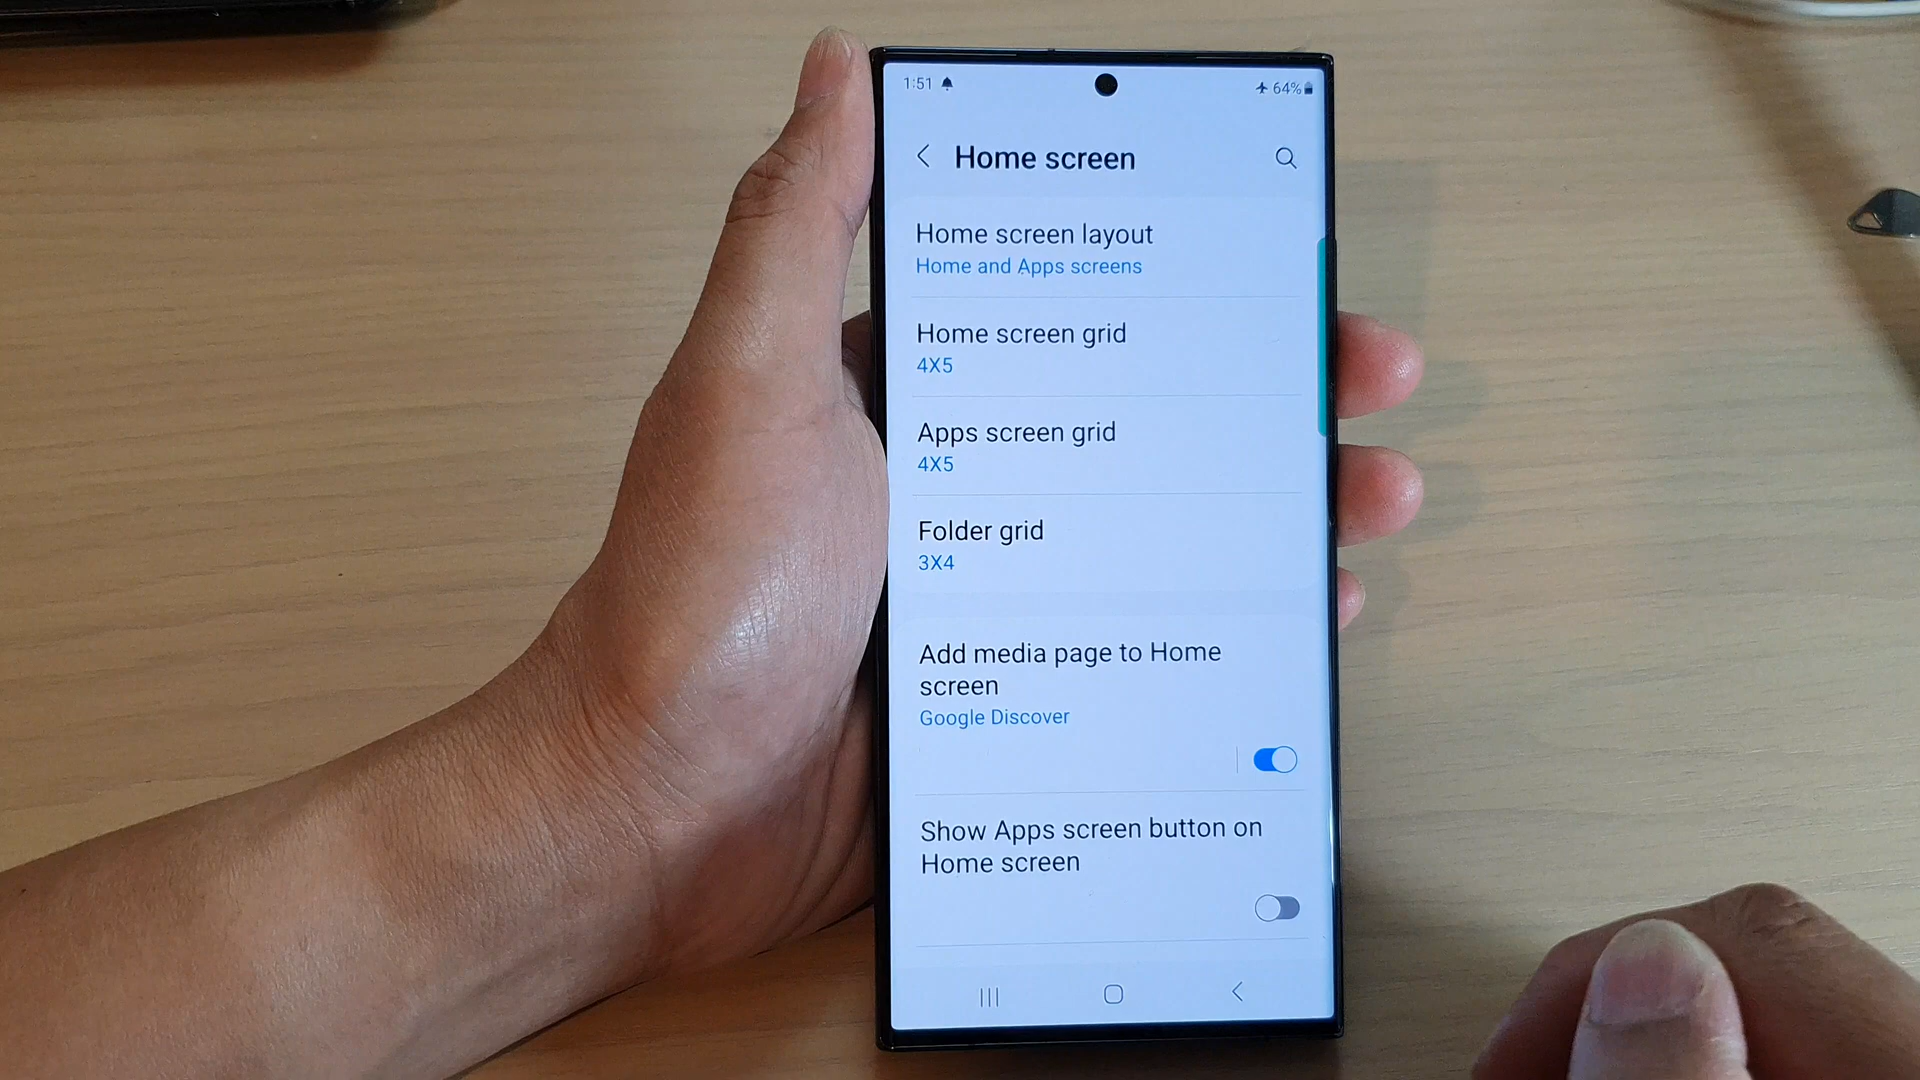 1:51
64%
Home screen
Home screen layout
Home and Apps screens
Home screen grid
4X5
Apps screen grid
4X5
Folder grid
3X4
Add media page to Home
screen
Google Discover
Show Apps screen button on
Home screen